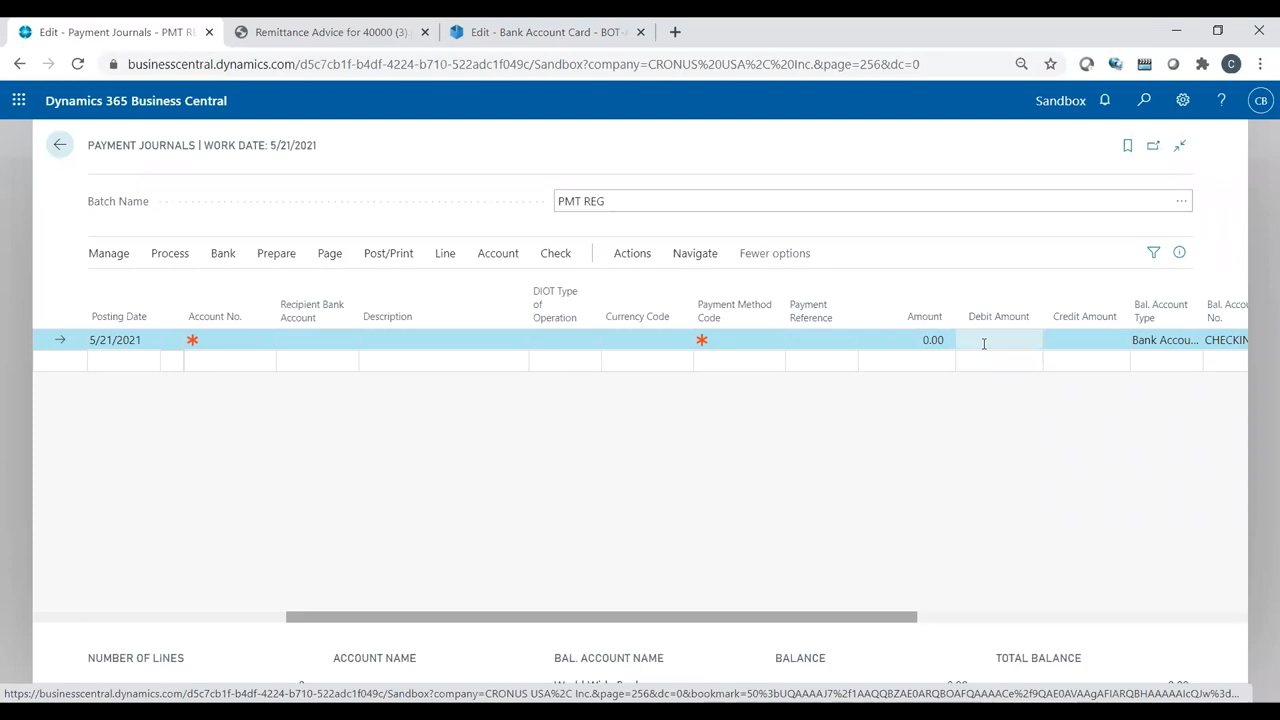 Edit - Payment Journals - PMT R
Remittance Advice for 40000 (3).
Edit - Bank Account Card - BOT-
businesscentral.dynamics.com/d5c7cb1f-b4df-4224-b710-522adc1f049c/Sandbox?company=CRONUS%20USA%2C%20Inc.&page=256&dc=0
C
Dynamics 365 Business Central
Sandbox
?
CB
PAYMENT JOURNALS | WORK DATE: 5/21/2021
Batch Name
PMT REG
Manage Process Bank Prepare Page Post/Print Line Account Check Actions Navigate Fewer options
Posting Date
Account No.
Recipient Bank
Account
Description
DIOT Type
of
Operation
Currency Code
Payment Method
Code
Payment
Reference
Amount
Debit Amount
Credit Amount
Bal. Account
Type
Bal. Accou
No.
5/21/2021 0.00 Bank Accou... CHECKIN
NUMBER OF LINES ACCOUNT NAME BAL. ACCOUNT NAME BALANCE TOTAL BALANCE